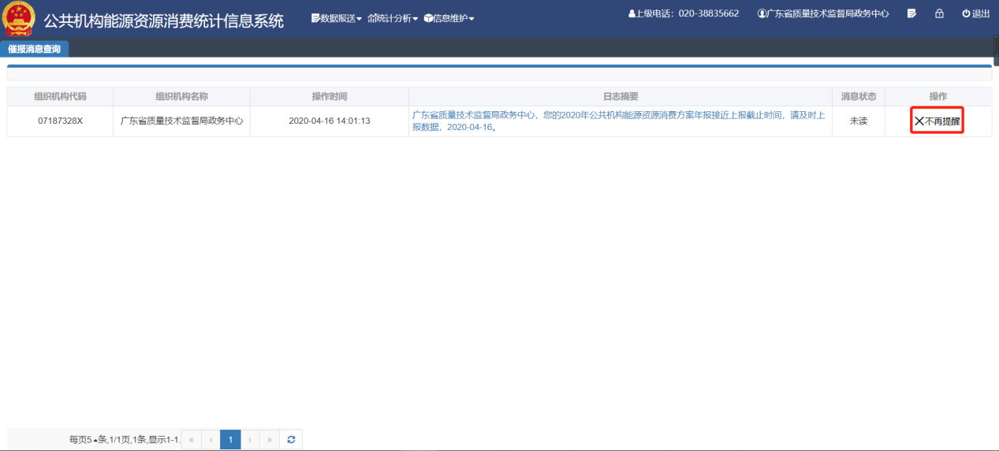 公共机构能源资源消费统计信息系统 数据报送 统计分析 信息维护 上级电话：020-38835662 广东省质量技术监督局政务中心 退出
催报消息查询
组织机构代码 组织机构名称 操作时间 日志摘要 消息状态 操作
07187328X 广东省质量技术监督局政务中心 2020-04-16 14:01:13 广东省质量技术监督局政务中心，您的2020年公共机构能源资源消费方案年报接近上报截止时间，请及时上
报数据，2020-04-16。 未读 不再提醒
每页5条,1/1页,1条,显示1-1. « ‹ 1 › »